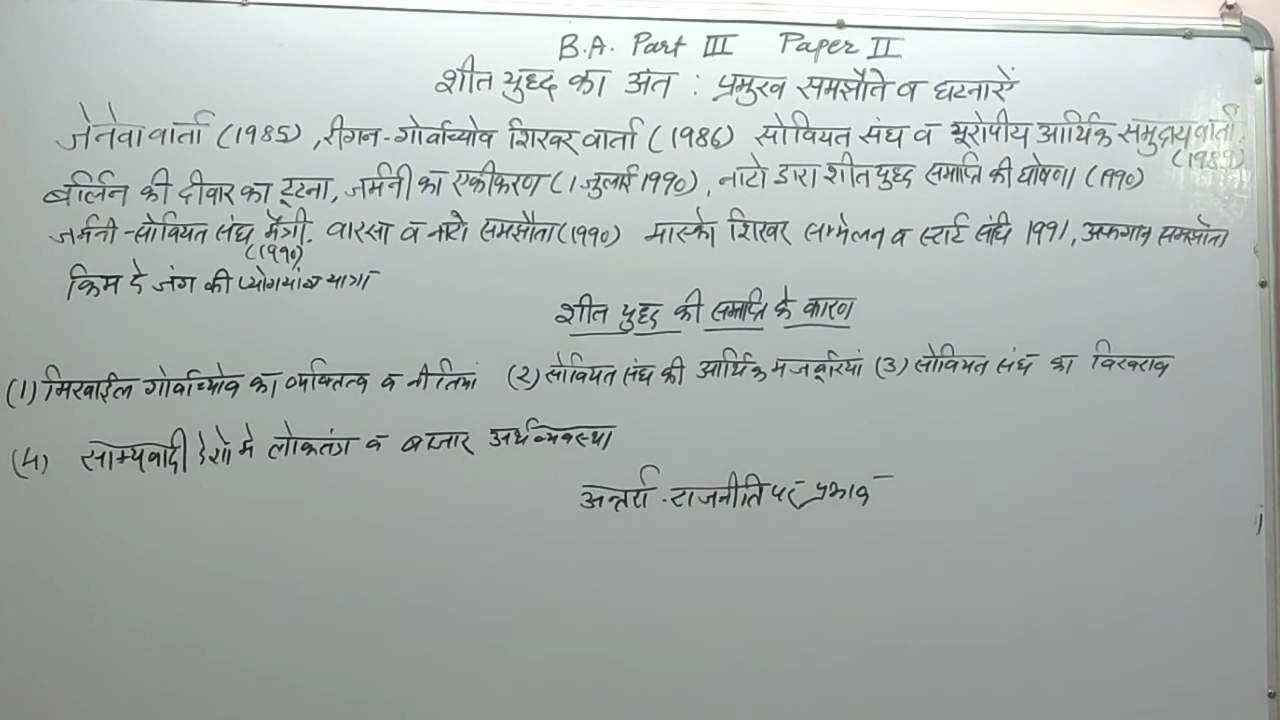 B.A. Part III Paper II
शीत युध्द का अंत : प्रमुख समझौते व घटनाएें
जेनेवा वार्ता (1985), रीगन-गोर्वाच्योव शिखर वार्ता (1986) सोवियत संघ व यूरोपीय आर्थिक समुदाय वार्ता
(1989)
बर्लिन की दीवार का टूटना, जर्मनी का एकीकरण (1 जुलाई 1990), नाटो द्वारा शीत युध्द समाप्ति की घोषणा (1990)
जर्मनी-सोवियत संघ मैत्री, वारसा व नाटो समझौता (1990) मास्को शिखर सम्मेलन व स्टार्ट संधि 1991, अफगान समझौता
(1990)
किम दे जंग की प्योगयांग यात्रा
शीत युध्द की समाप्ति के कारण
(1) मिखाईल गोर्वाच्योव का व्यक्तित्व व नीतियां (2) सोवियत संघ की आर्थिक मजबूरियां (3) सोवियत संघ का बिखराव
(4) साम्यवादी देशों मे लोकतंत्र व बाजार अर्थव्यवस्था
अन्तर्रा. राजनीति पर प्रभाव